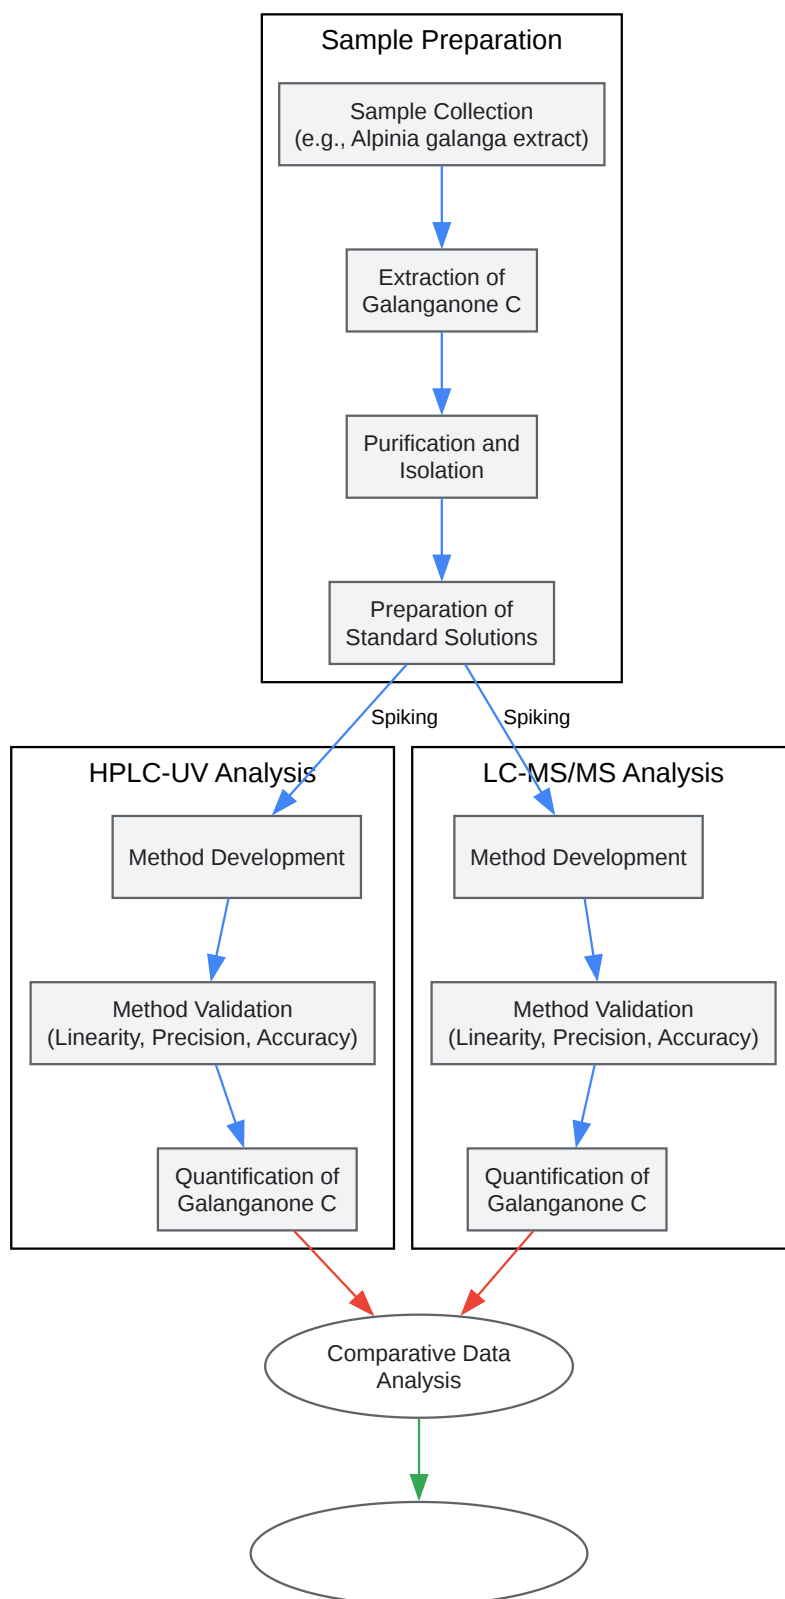 Sample Preparation
Sample Collection
(e.g., Alpinia galanga extract)
Extraction of
Galanganone C
Purification and
Isolation
Preparation of
Standard Solutions
Spiking
Spiking
HPLC-UV Analysis
Method Development
Method Validation
(Linearity, Precision, Accuracy)
Quantification of
Galanganone C
LC-MS/MS Analysis
Method Development
Method Validation
(Linearity, Precision, Accuracy)
Quantification of
Galanganone C
Comparative Data
Analysis